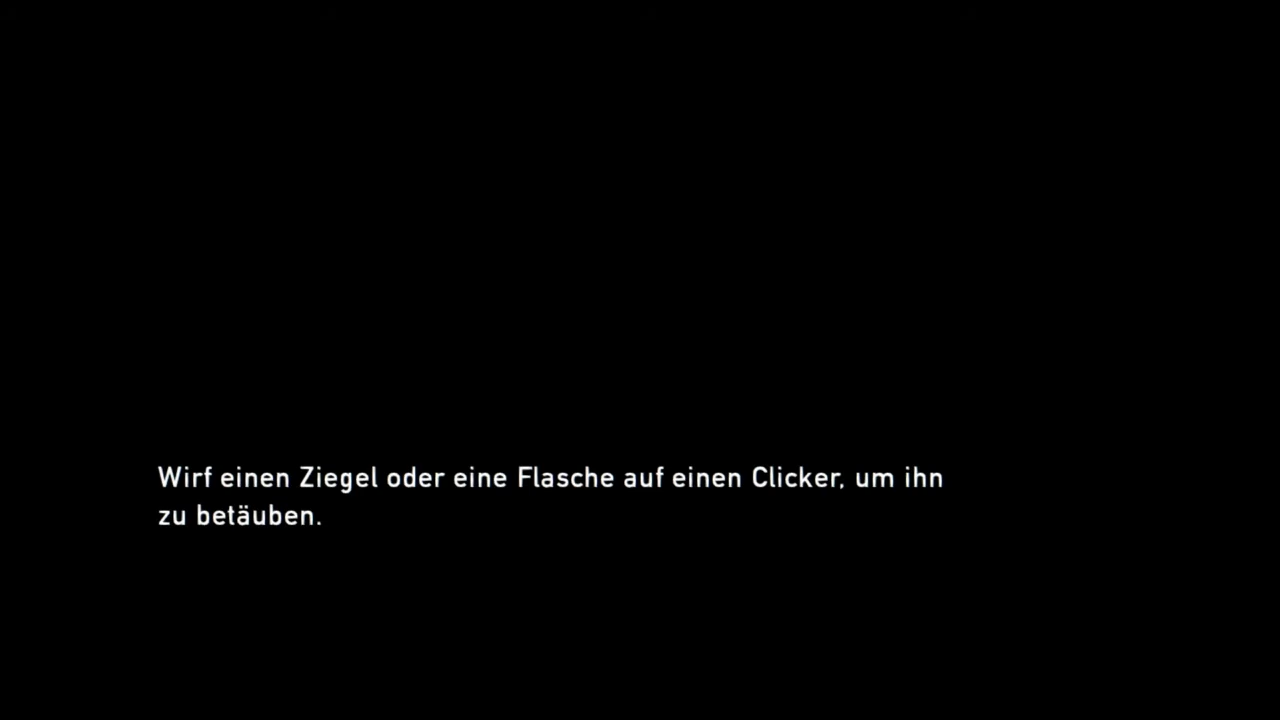 Wirf einen Ziegel oder eine Flasche auf einen Clicker, um ihn
zu betäuben.